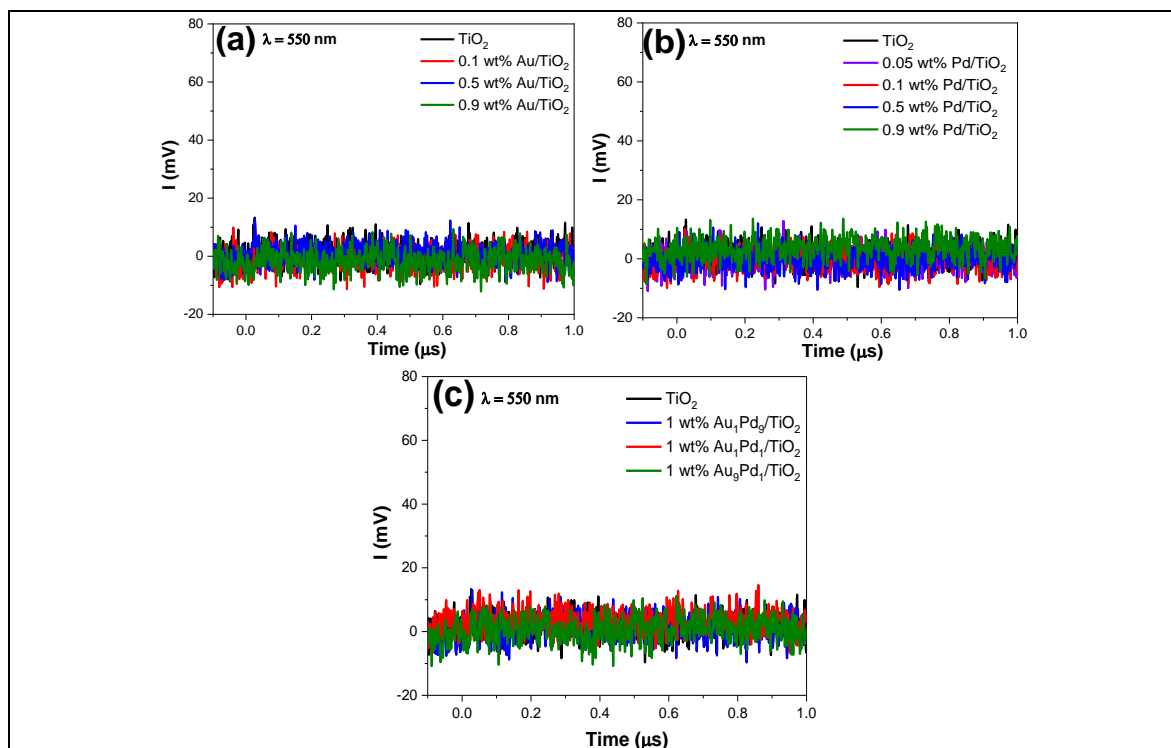 (a) λ = 550 nm
TiO₂
0.1 wt% Au/TiO₂
0.5 wt% Au/TiO₂
0.9 wt% Au/TiO₂
80
60
40
20
0
-20
I (mV)
0.0 0.2 0.4 0.6 0.8 1.0
Time (μs)
(b) λ = 550 nm
TiO₂
0.05 wt% Pd/TiO₂
0.1 wt% Pd/TiO₂
0.5 wt% Pd/TiO₂
0.9 wt% Pd/TiO₂
80
60
40
20
0
-20
I (mV)
0.0 0.2 0.4 0.6 0.8 1.0
Time (μs)
(c) λ = 550 nm
TiO₂
1 wt% Au₁Pd₉/TiO₂
1 wt% Au₁Pd₁/TiO₂
1 wt% Au₉Pd₁/TiO₂
80
60
40
20
0
-20
I (mV)
0.0 0.2 0.4 0.6 0.8 1.0
Time (μs)